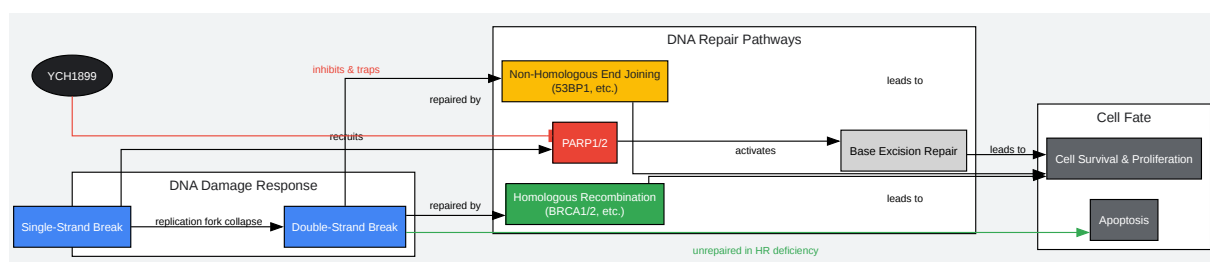 DNA Repair Pathways
YCH1899
inhibits & traps
Non-Homologous End Joining
(53BP1, etc.)
leads to
repaired by
Cell Fate
recruits
PARP1/2
activates
Base Excision Repair
leads to
Cell Survival & Proliferation
DNA Damage Response
Homologous Recombination
(BRCA1/2, etc.)
leads to
repaired by
Single-Strand Break
replication fork collapse
Double-Strand Break
Apoptosis
unrepaired in HR deficiency